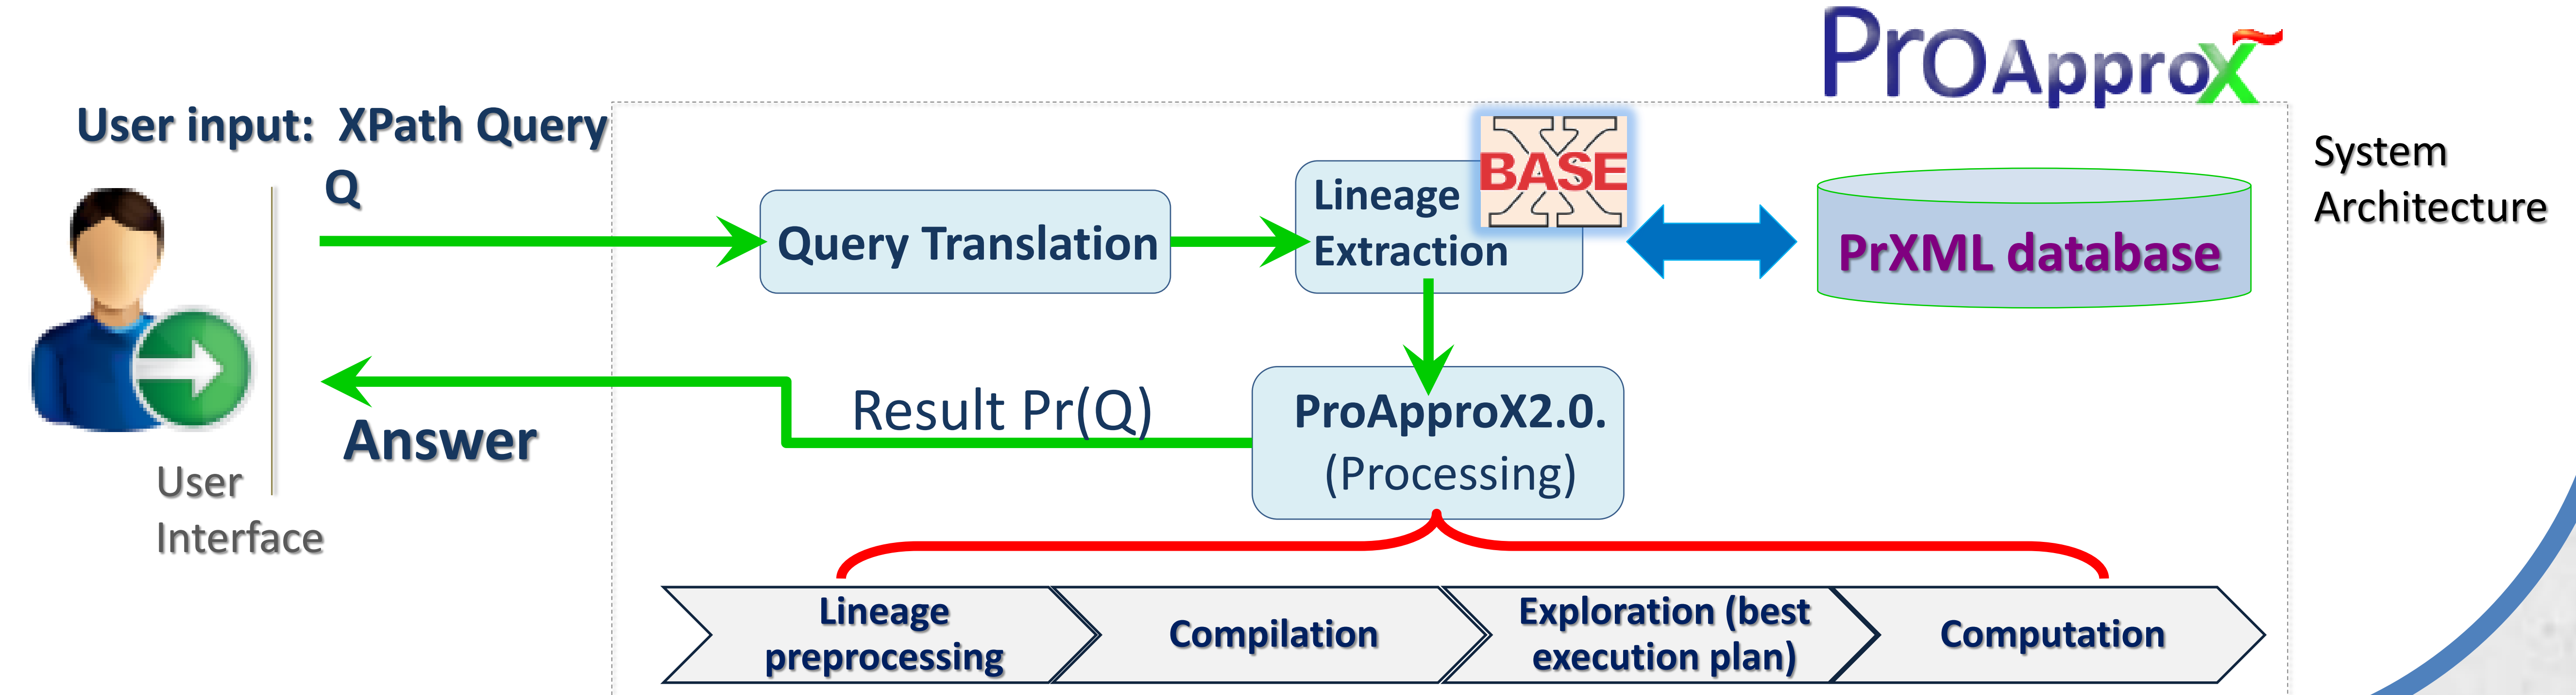 ProApproX
User input: XPath Query
Q
System
Architecture
Query Translation
Lineage
Extraction
X
BASE
PrXML database
Result Pr(Q)
Answer
ProApproX2.0.
(Processing)
User
Interface
Lineage
preprocessing
Compilation
Exploration (best
execution plan)
Computation